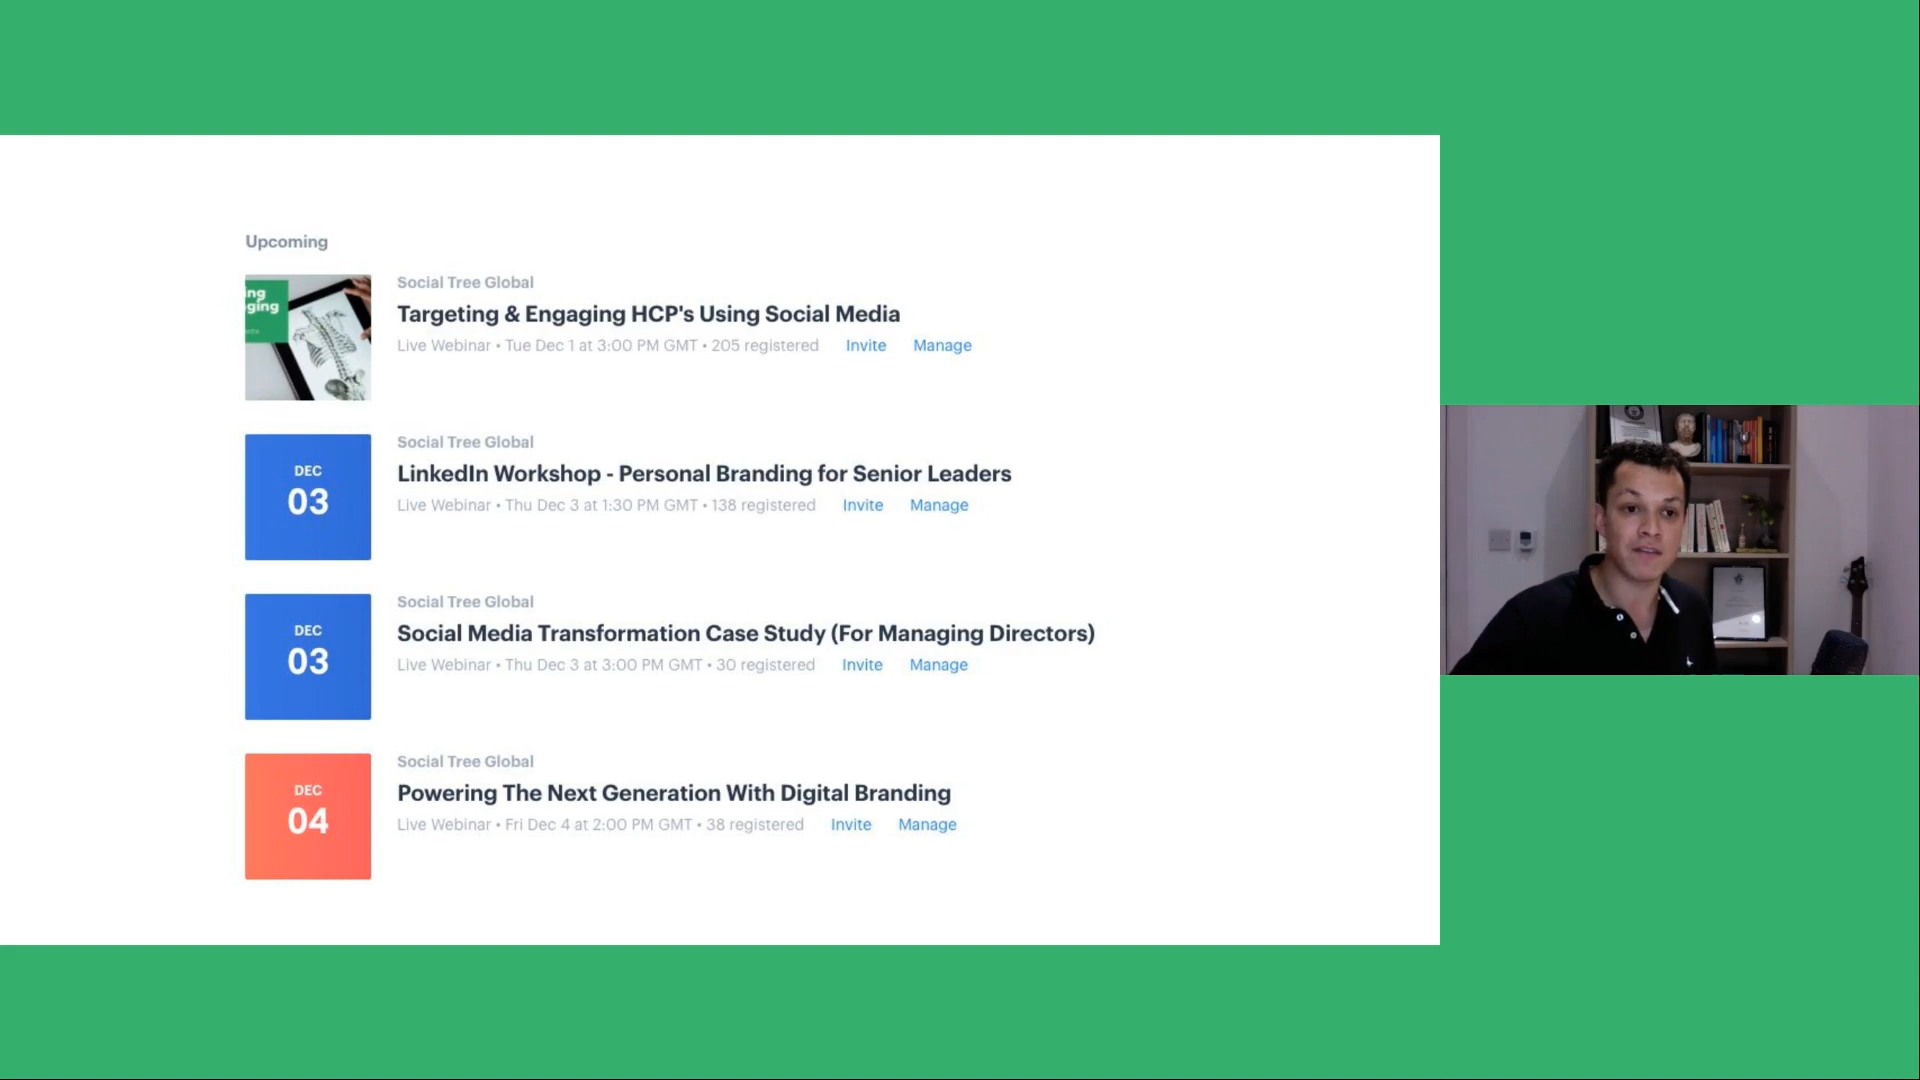 Upcoming
ng
ging
Social Tree Global
Targeting & Engaging HCP's Using Social Media
Live Webinar • Tue Dec 1 at 3:00 PM GMT • 205 registered Invite Manage
DEC
03
Social Tree Global
LinkedIn Workshop - Personal Branding for Senior Leaders
Live Webinar • Thu Dec 3 at 1:30 PM GMT • 138 registered Invite Manage
DEC
03
Social Tree Global
Social Media Transformation Case Study (For Managing Directors)
Live Webinar • Thu Dec 3 at 3:00 PM GMT • 30 registered Invite Manage
DEC
04
Social Tree Global
Powering The Next Generation With Digital Branding
Live Webinar • Fri Dec 4 at 2:00 PM GMT • 38 registered Invite Manage